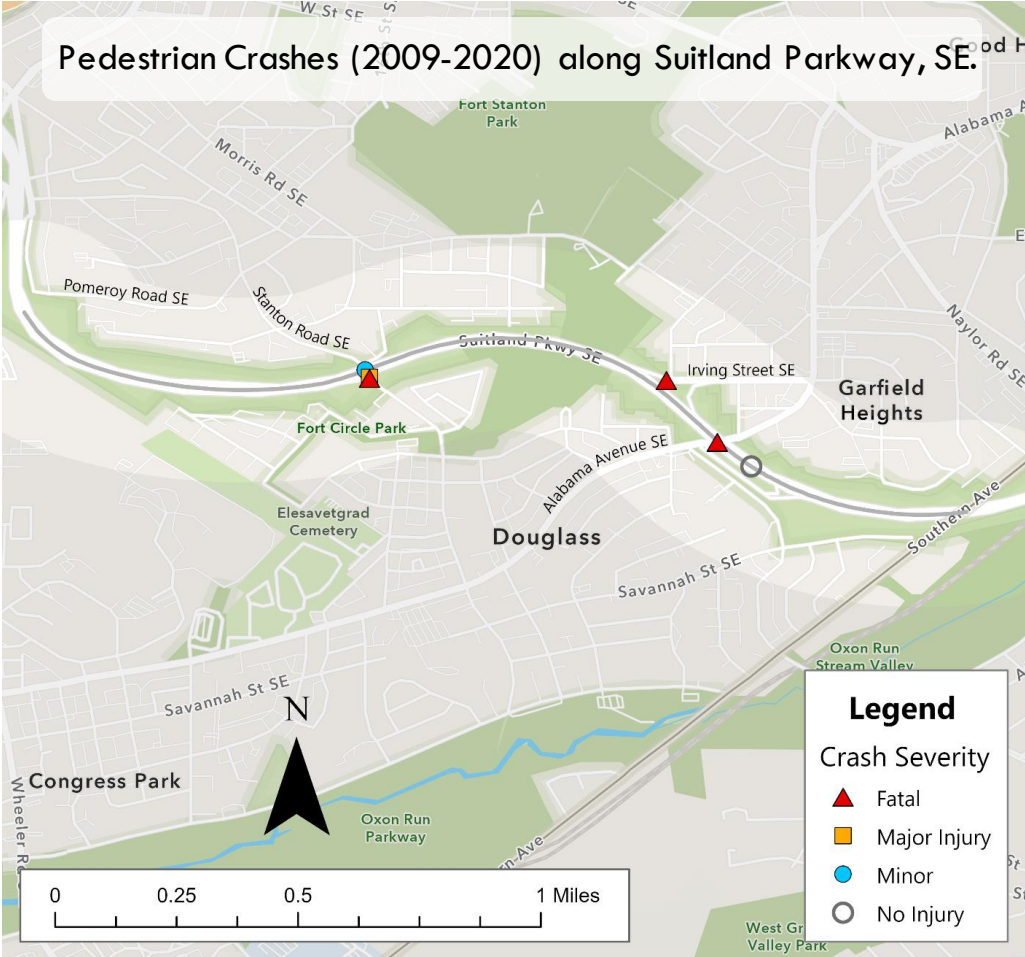 W St SE
SE
Pedestrian Crashes (2009-2020) along Suitland Parkway, SE.
Good H
Fort Stanton
Park
Alabama A
Morris Rd SE
E
Pomeroy Road SE
Stanton Road SE
Suitland Pkwy SE
Naylor Rd SE
Irving Street SE
Garfield
Heights
Fort Circle Park
Alabama Avenue SE
Elesavetgrad
Cemetery
Douglass
Southern Ave
Savannah St SE
Oxon Run
Stream Valley
Savannah St SE
N
Congress Park
Wheeler Rd
Oxon Run
Parkway
rn-Ave
Legend
Crash Severity
Fatal
Major Injury
Minor
No Injury
0 0.25 0.5 1 Miles
West Gr
Valley Park
St